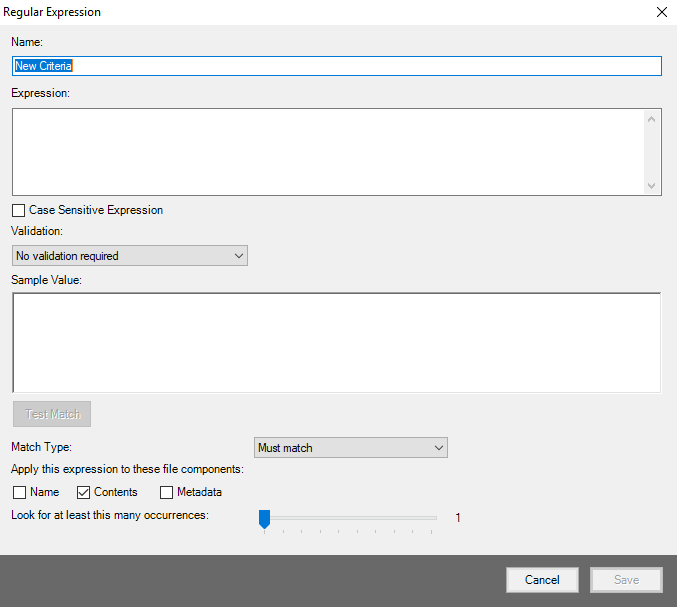 Regular Expression
Name:
New Criteria
Expression:
Case Sensitive Expression
Validation:
No validation required
Sample Value:
Test Match
Match Type: Must match
Apply this expression to these file components:
Name Contents Metadata
Look for at least this many occurrences: 1
Cancel Save